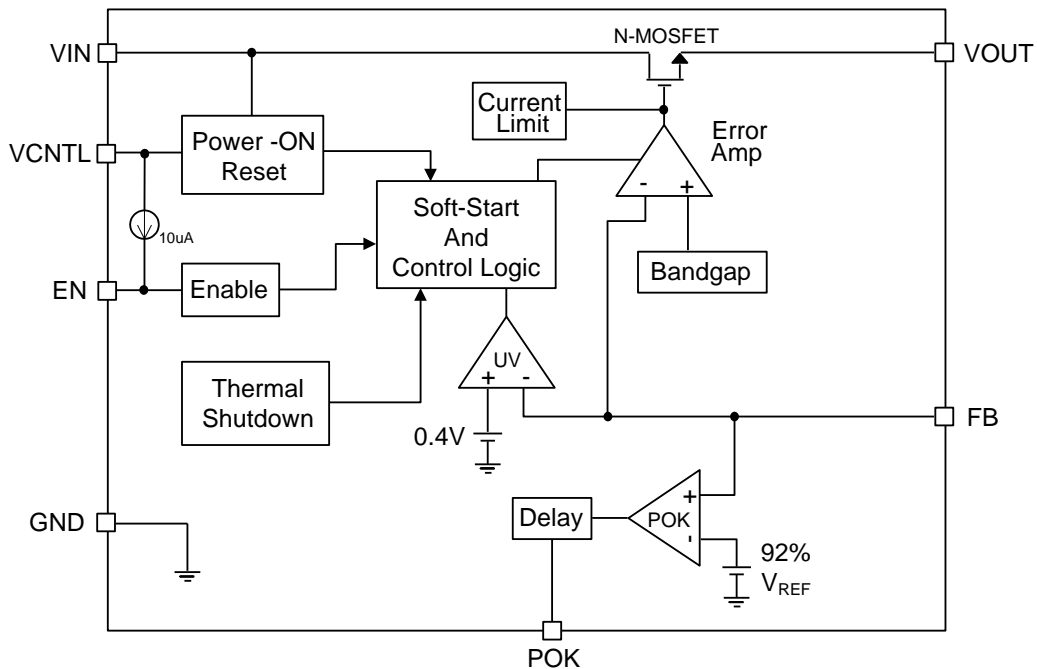 N-MOSFET
VIN
VOUT
Current
Limit
Error
Amp
VCNTL
Power -ON
Reset
- +
Soft-Start
And
Control Logic
10uA
Bandgap
EN
Enable
UV
+ -
Thermal
Shutdown
0.4V
FB
+
POK
-
Delay
GND
92%
VREF
POK